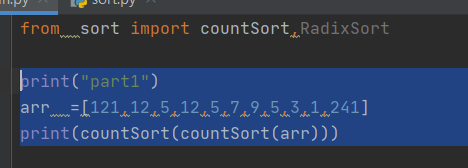 n.py sort.py
from  sort import countSort,RadixSort
print("part1")
arr  =[121,12,5,12,5,7,9,5,3,1,241]
print(countSort(countSort(arr)))